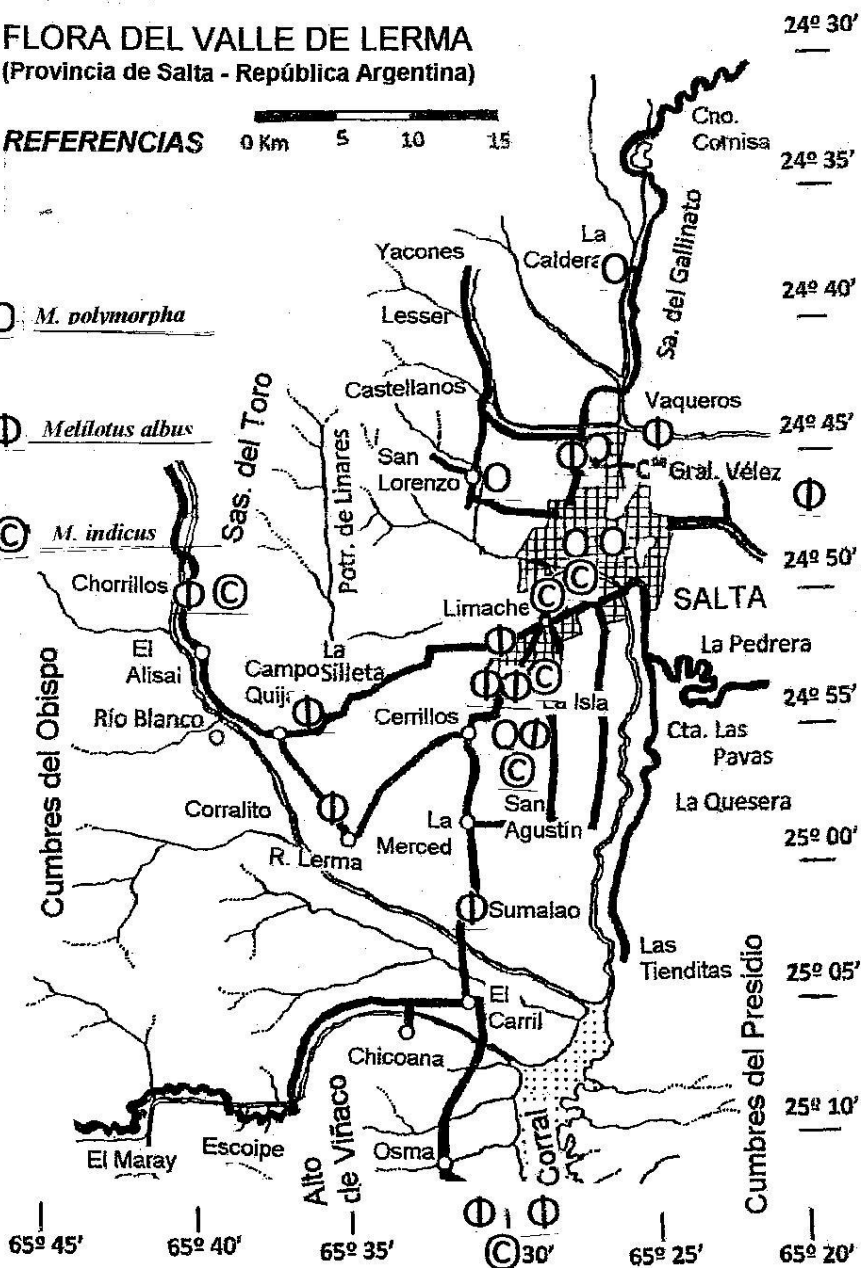 FLORA DEL VALLE DE LERMA
(Provincia de Salta - República Argentina)
REFERENCIAS
0 Km 5 10 15
M. polymorpha
Melilotus albus
M. indicus
24º 30'
24º 35'
24º 40'
24º 45'
24º 50'
24º 55'
25º 00'
25º 05'
25º 10'
Cno.
Cornisa
La
Caldera
Sa. del Gallinato
Yacones
Lesser
Castellanos
Vaqueros
San
Lorenzo
Gral. Vélez
Sas. del Toro
Potr. de Linares
Chorrillos
Limache
SALTA
El
Alisal
La
Silleta
Campo
Quij
La Pedrera
Río Blanco
Cerrillos
La Isla
Cta. Las
Pavas
Cumbres del Obispo
Corralito
R. Lerma
La
Merced
San
Agustín
La Quesera
Sumalao
Las
Tienditas
El
Carril
Chicoana
Cumbres del Presidio
El Maray
Escoipe
Alto
de Viñaco
Osma
Corral
65º 45'
65º 40'
65º 35'
30'
65º 25'
65º 20'